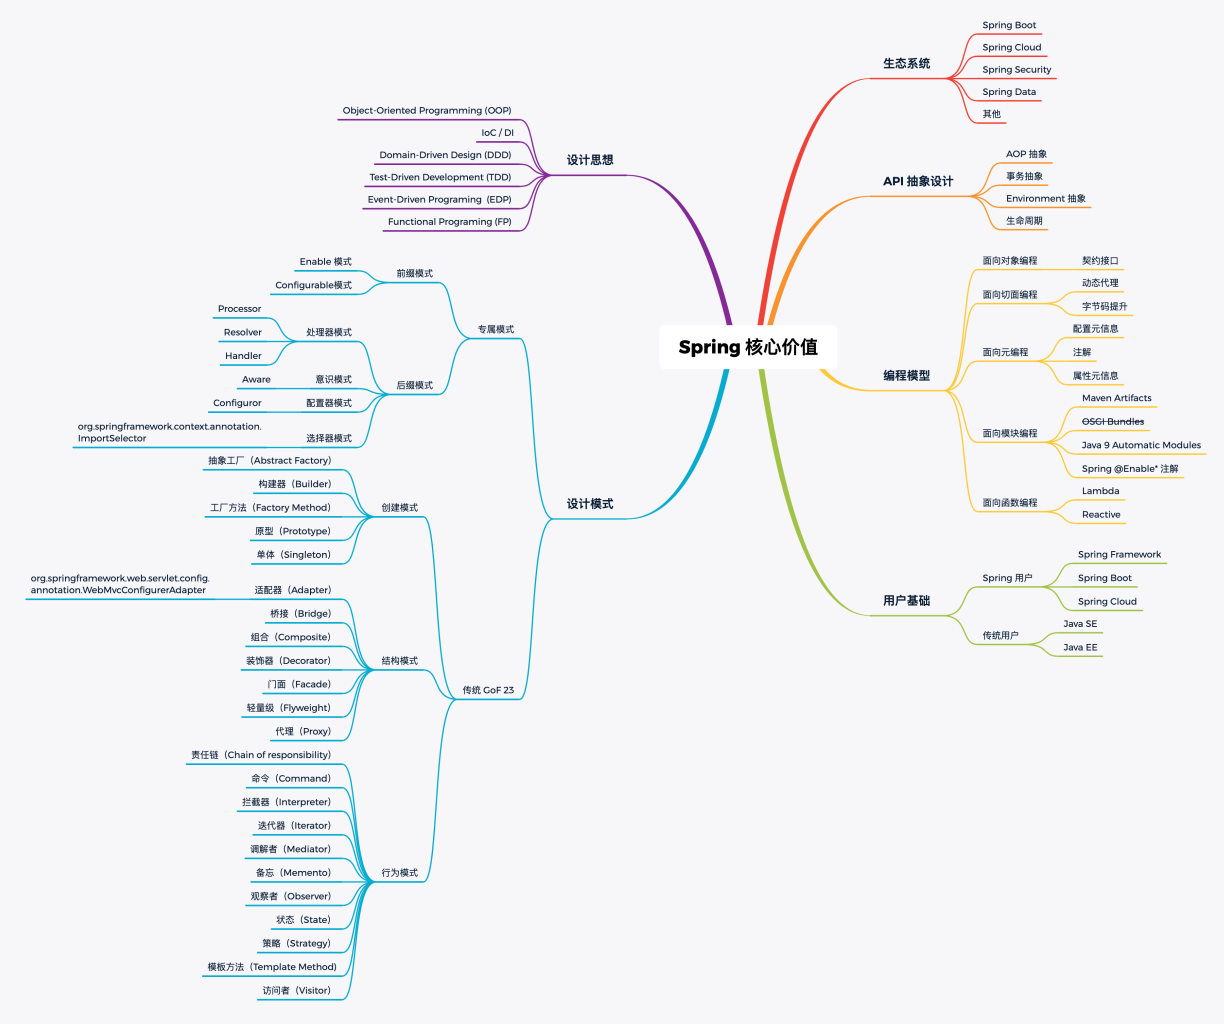 Spring 核心价值
生态系统
Spring Boot
Spring Cloud
Spring Security
Spring Data
其他
API 抽象设计
AOP 抽象
事务抽象
Environment 抽象
生命周期
编程模型
面向对象编程
契约接口
面向切面编程
动态代理
字节码提升
面向元编程
配置元信息
注解
属性元信息
面向模块编程
Maven Artifacts
OSGI Bundles
Java 9 Automatic Modules
Spring @Enable* 注解
面向函数编程
Lambda
Reactive
用户基础
Spring 用户
Spring Framework
Spring Boot
Spring Cloud
传统用户
Java SE
Java EE
设计思想
Object-Oriented Programming (OOP)
IoC / DI
Domain-Driven Design (DDD)
Test-Driven Development (TDD)
Event-Driven Programing (EDP)
Functional Programing (FP)
设计模式
专属模式
前缀模式
Enable 模式
Configurable模式
后缀模式
处理器模式
Processor
Resolver
Handler
意识模式
Aware
配置器模式
Configuror
选择器模式
org.springframework.context.annotation.
ImportSelector
传统 GoF 23
创建模式
抽象工厂（Abstract Factory)
构建器（Builder)
工厂方法（Factory Method)
原型（Prototype)
单体（Singleton)
结构模式
适配器（Adapter)
org.springframework.web.servlet.config.
annotation.WebMvcConfigurerAdapter
桥接（Bridge)
组合（Composite)
装饰器（Decorator)
门面（Facade)
轻量级（Flyweight)
代理（Proxy)
行为模式
责任链（Chain of responsibility)
命令（Command)
拦截器（Interpreter)
迭代器（Iterator)
调解者（Mediator)
备忘（Memento)
观察者（Observer)
状态（State)
策略（Strategy)
模板方法（Template Method)
访问者（Visitor)